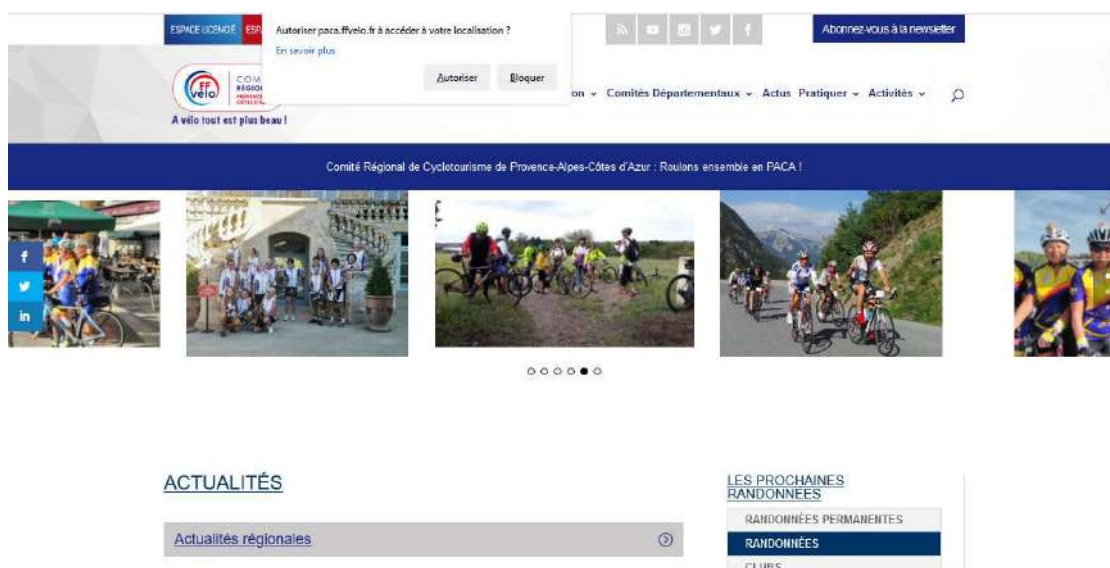 ESPACE LICENCIÉ
Autoriser paca.ffvelo.fr à accéder à votre localisation ?
En savoir plus
Autoriser Bloquer
Abonnez-vous à la newsletter
FF
vélo
A vélo tout est plus beau !
Comités Départementaux Actus Pratiquer Activités
Comité Régional de Cyclotourisme de Provence-Alpes-Côtes d'Azur : Roulons ensemble en PACA !
ACTUALITÉS
Actualités régionales
LES PROCHAINES
RANDONNEES
RANDONNÉES PERMANENTES
RANDONNÉES
CLUBS